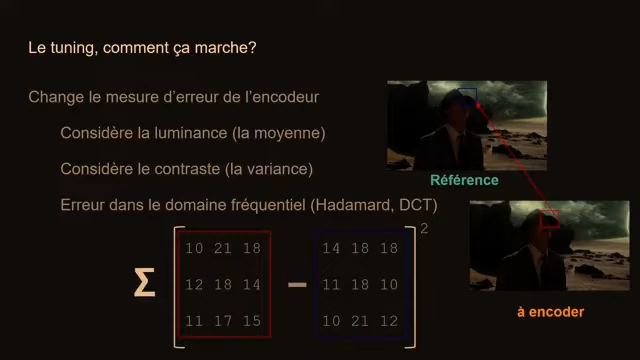 Le tuning, comment ça marche?
Change le mesure d'erreur de l'encodeur
Considère la luminance (la moyenne)
Considère le contraste (la variance)
Erreur dans le domaine fréquentiel (Hadamard, DCT)
Référence
à encoder
Σ [ 10 21 18 – 14 18 18 ] 2
12 18 14 11 18 10
11 17 15 10 21 12